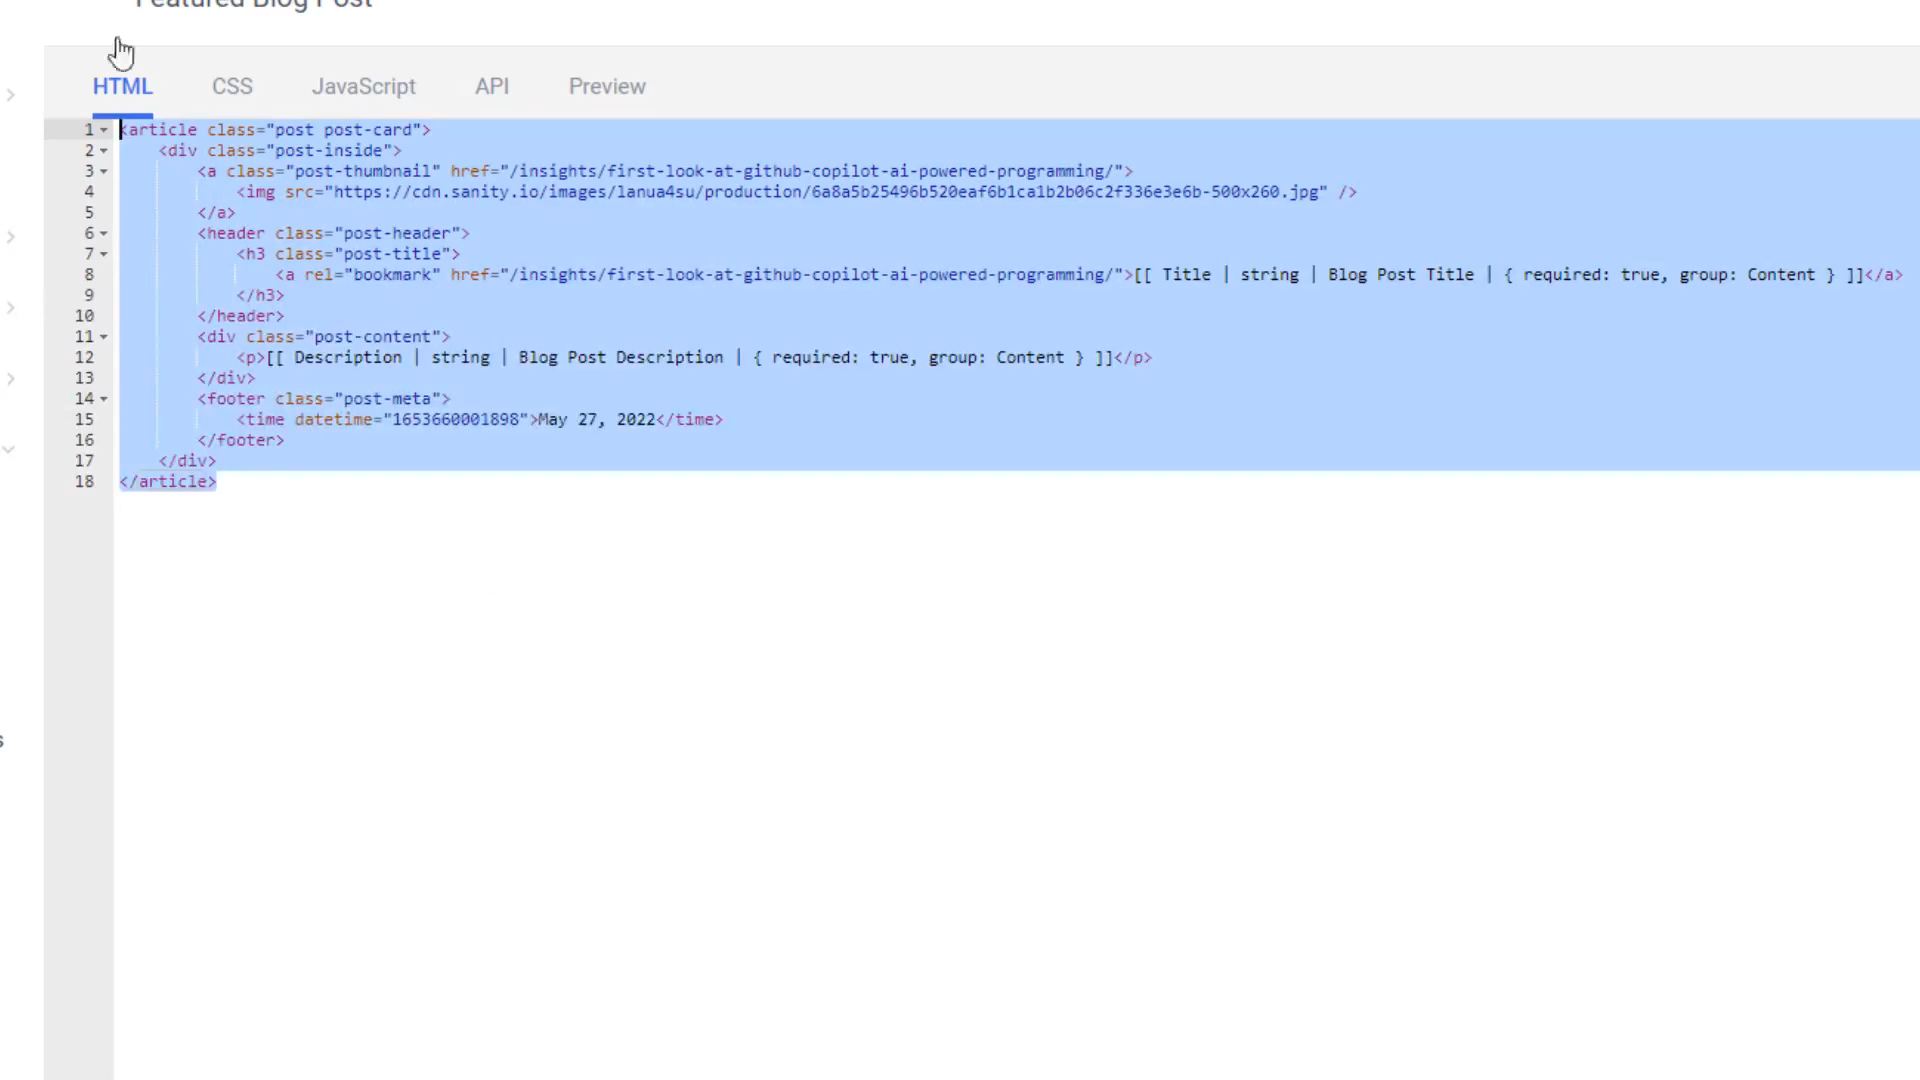 Featured Blog Post
HTML CSS JavaScript API Preview
1 <article class="post post-card">
2 <div class="post-inside">
3 <a class="post-thumbnail" href="/insights/first-look-at-github-copilot-ai-powered-programming/">
4 <img src="https://cdn.sanity.io/images/lanua4su/production/6a8a5b25496b520eaf6b1ca1b2b06c2f336e3e6b-500x260.jpg" />
5 </a>
6 <header class="post-header">
7 <h3 class="post-title">
8 <a rel="bookmark" href="/insights/first-look-at-github-copilot-ai-powered-programming/">[[ Title | string | Blog Post Title | { required: true, group: Content } ]]</a>
9 </h3>
10 </header>
11 <div class="post-content">
12 <p>[[ Description | string | Blog Post Description | { required: true, group: Content } ]]</p>
13 </div>
14 <footer class="post-meta">
15 <time datetime="1653660001898">May 27, 2022</time>
16 </footer>
17 </div>
18 </article>
s